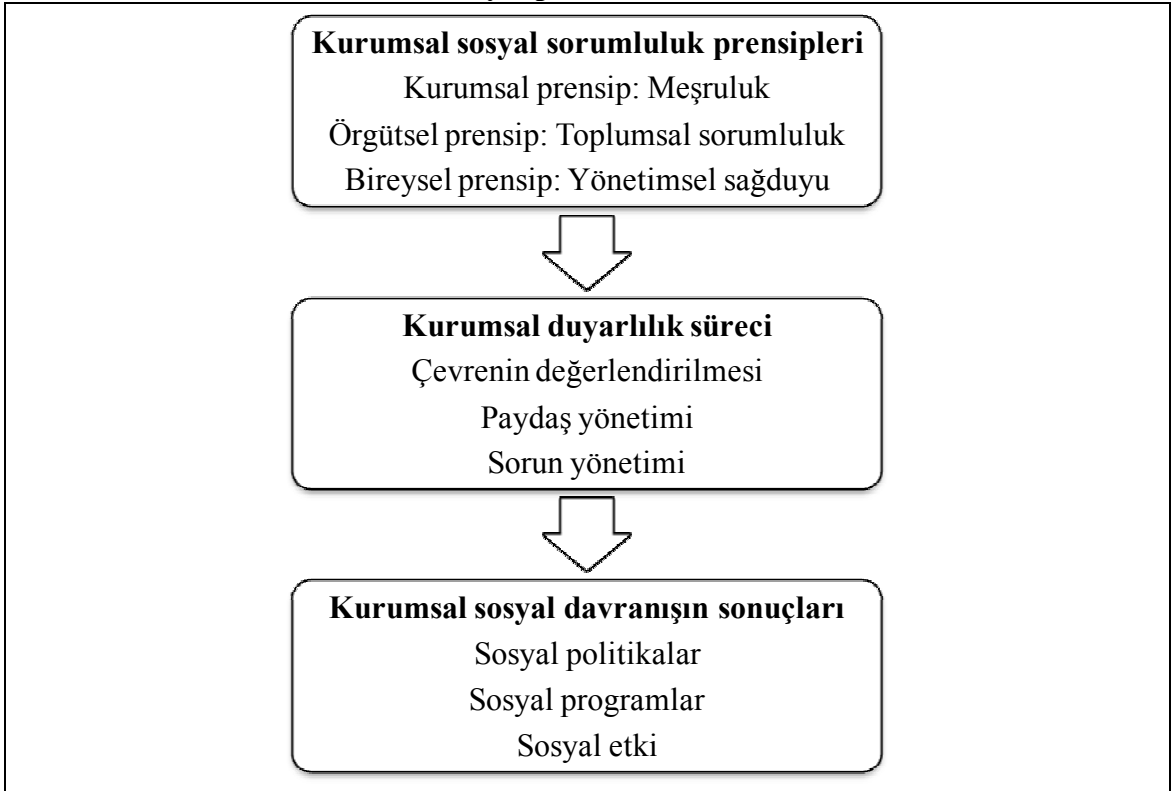 Kurumsal sosyal sorumluluk prensipleri
Kurumsal prensip: Meşruluk
Örgütsel prensip: Toplumsal sorumluluk
Bireysel prensip: Yönetimsel sağduyu
Kurumsal duyarlılık süreci
Çevrenin değerlendirilmesi
Paydaş yönetimi
Sorun yönetimi
Kurumsal sosyal davranışın sonuçları
Sosyal politikalar
Sosyal programlar
Sosyal etki